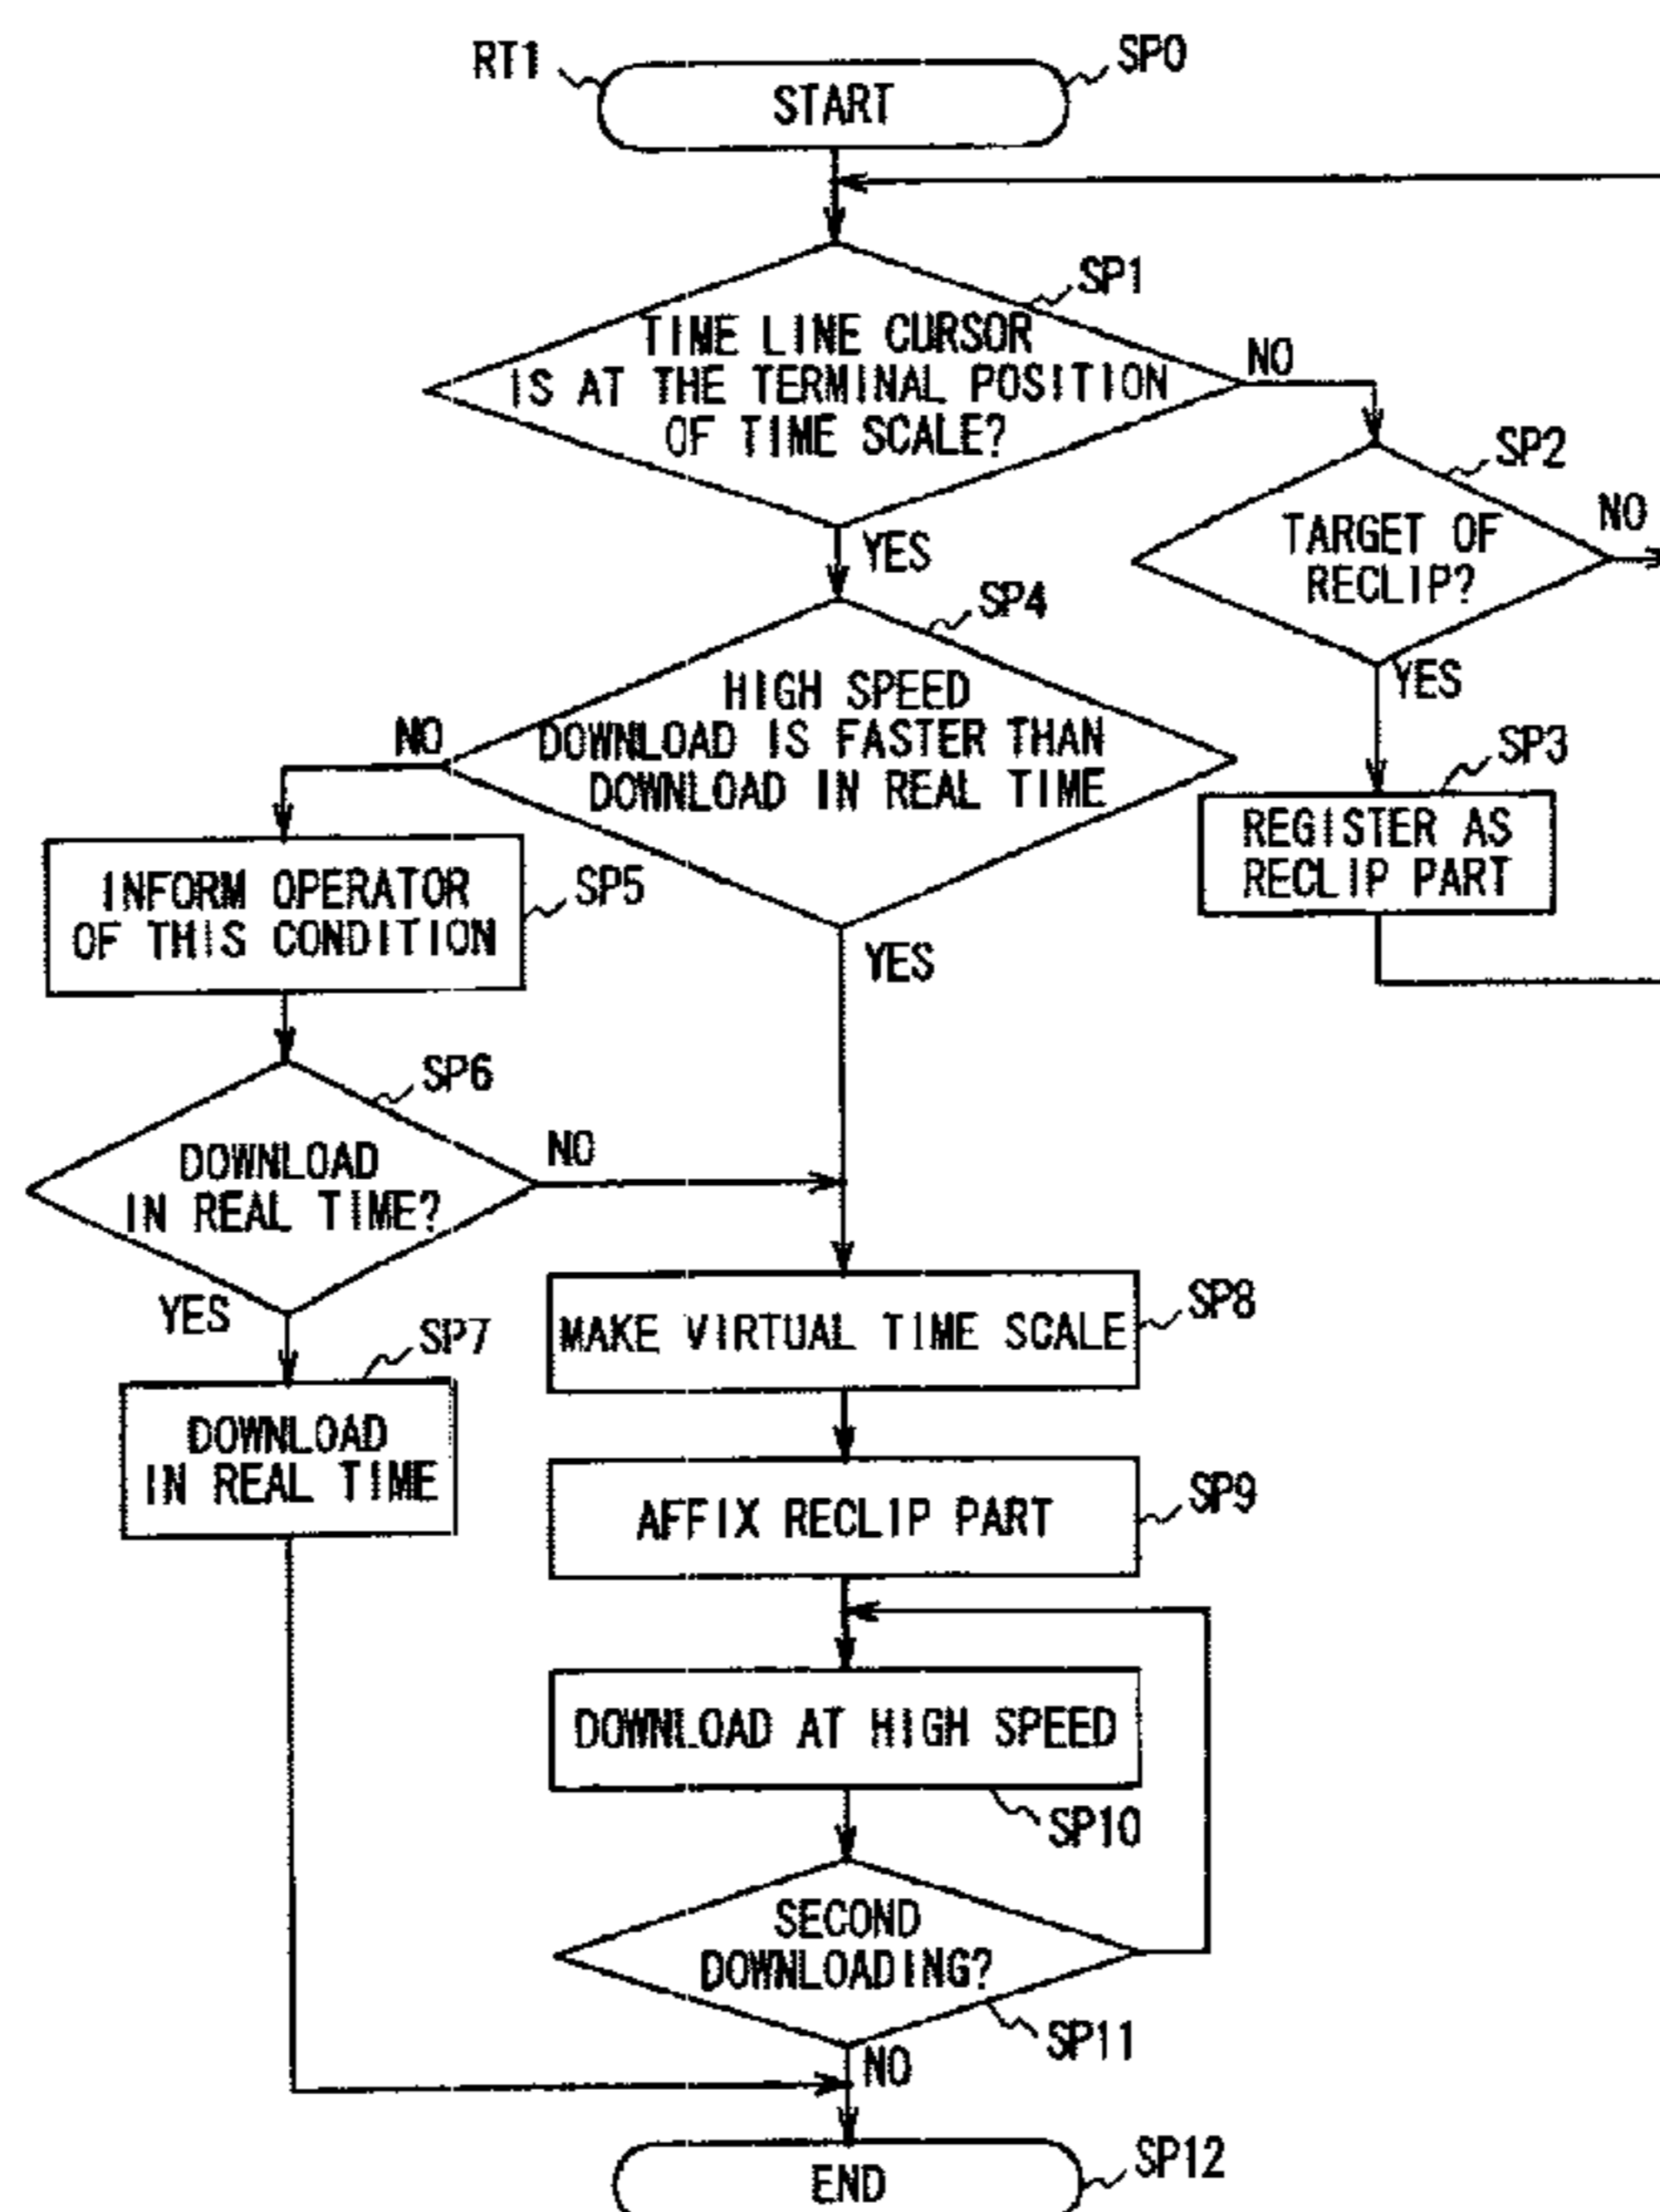 RT1
SP0
START
SP1
TIME LINE CURSOR
IS AT THE TERMINAL POSITION
OF TIME SCALE?
NO
YES
SP2
TARGET OF
RECLIP?
NO
YES
SP3
REGISTER AS
RECLIP PART
SP4
HIGH SPEED
DOWNLOAD IS FASTER THAN
DOWNLOAD IN REAL TIME
NO
YES
INFORM OPERATOR
OF THIS CONDITION
SP5
SP6
DOWNLOAD
IN REAL TIME?
NO
YES
SP7
DOWNLOAD
IN REAL TIME
MAKE VIRTUAL TIME SCALE
SP8
AFFIX RECLIP PART
SP9
DOWNLOAD AT HIGH SPEED
SP10
SECOND
DOWNLOADING?
SP11
NO
END
SP12